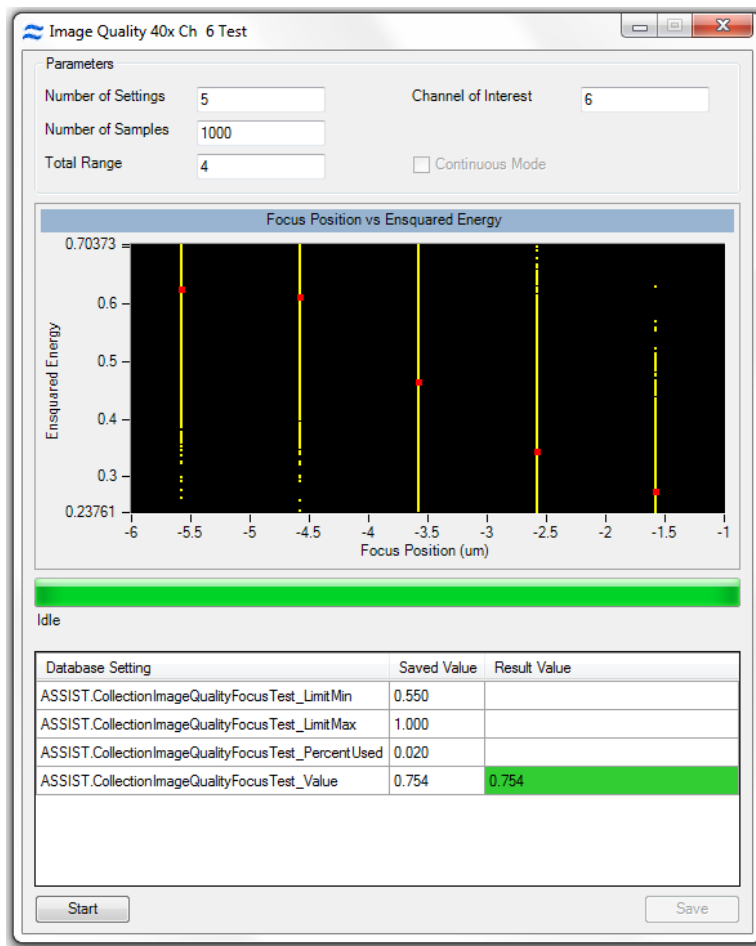 Image Quality 40x Ch 6 Test
Parameters
Number of Settings 5 Channel of Interest 6
Number of Samples 1000
Total Range 4 Continuous Mode
Focus Position vs Ensquared Energy
0.70373
0.6
0.5
0.4
0.3
0.23761
Ensquared Energy
-6 -5.5 -5 -4.5 -4 -3.5 -3 -2.5 -2 -1.5 -1
Focus Position (um)
Idle
Database Setting Saved Value Result Value
ASSIST.CollectionImageQualityFocusTest_LimitMin 0.550
ASSIST.CollectionImageQualityFocusTest_LimitMax 1.000
ASSIST.CollectionImageQualityFocusTest_PercentUsed 0.020
ASSIST.CollectionImageQualityFocusTest_Value 0.754 0.754
Start Save